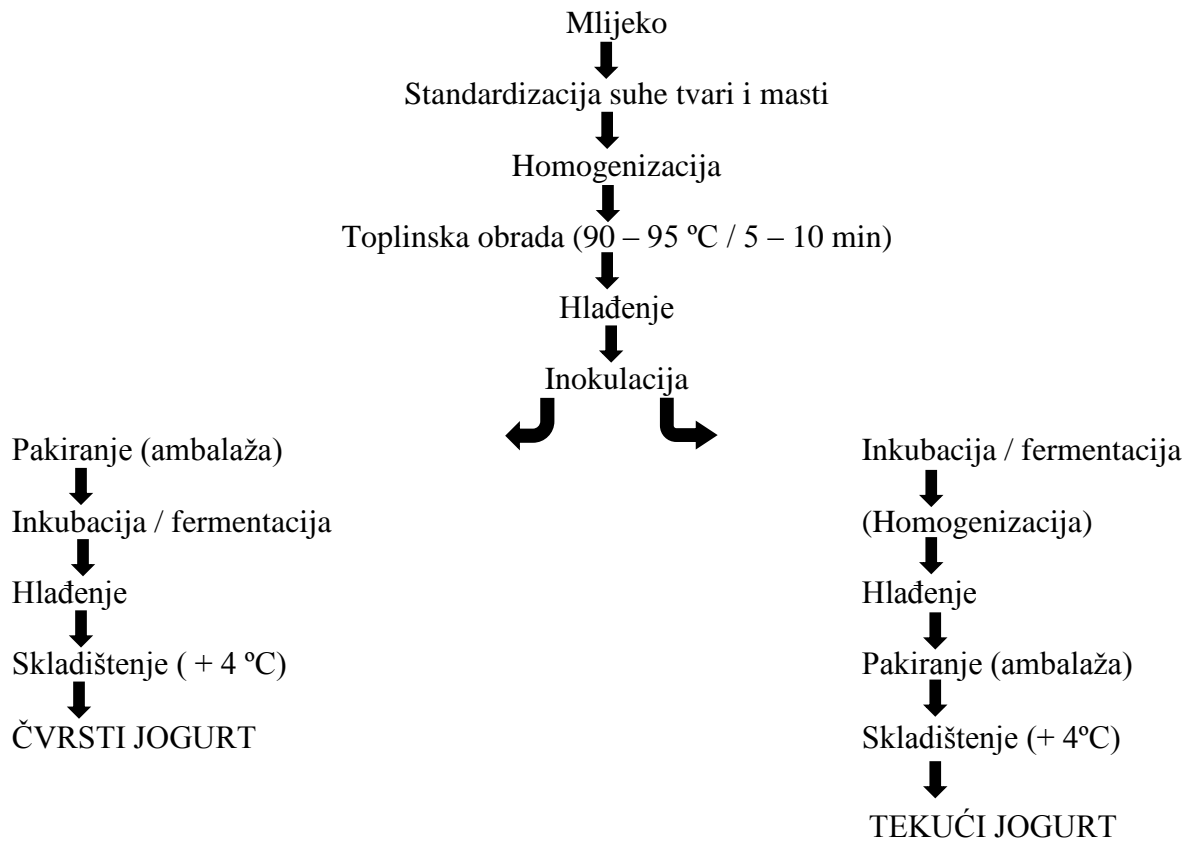 Mlijeko
Standardizacija suhe tvari i masti
Homogenizacija
Toplinska obrada (90 – 95 ºC / 5 – 10 min)
Hlađenje
Inokulacija
Pakiranje (ambalaža)
Inkubacija / fermentacija
Hlađenje
Skladištenje ( + 4 ºC)
ČVRSTI JOGURT
Inkubacija / fermentacija
(Homogenizacija)
Hlađenje
Pakiranje (ambalaža)
Skladištenje (+ 4ºC)
TEKUĆI JOGURT